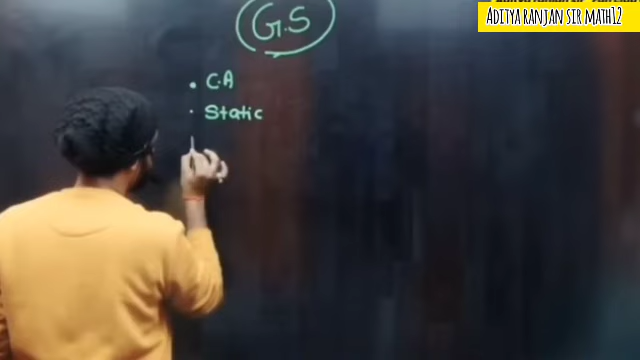 ADITYA RANJAN SIR MATH12
G.S
• C.A
• Static